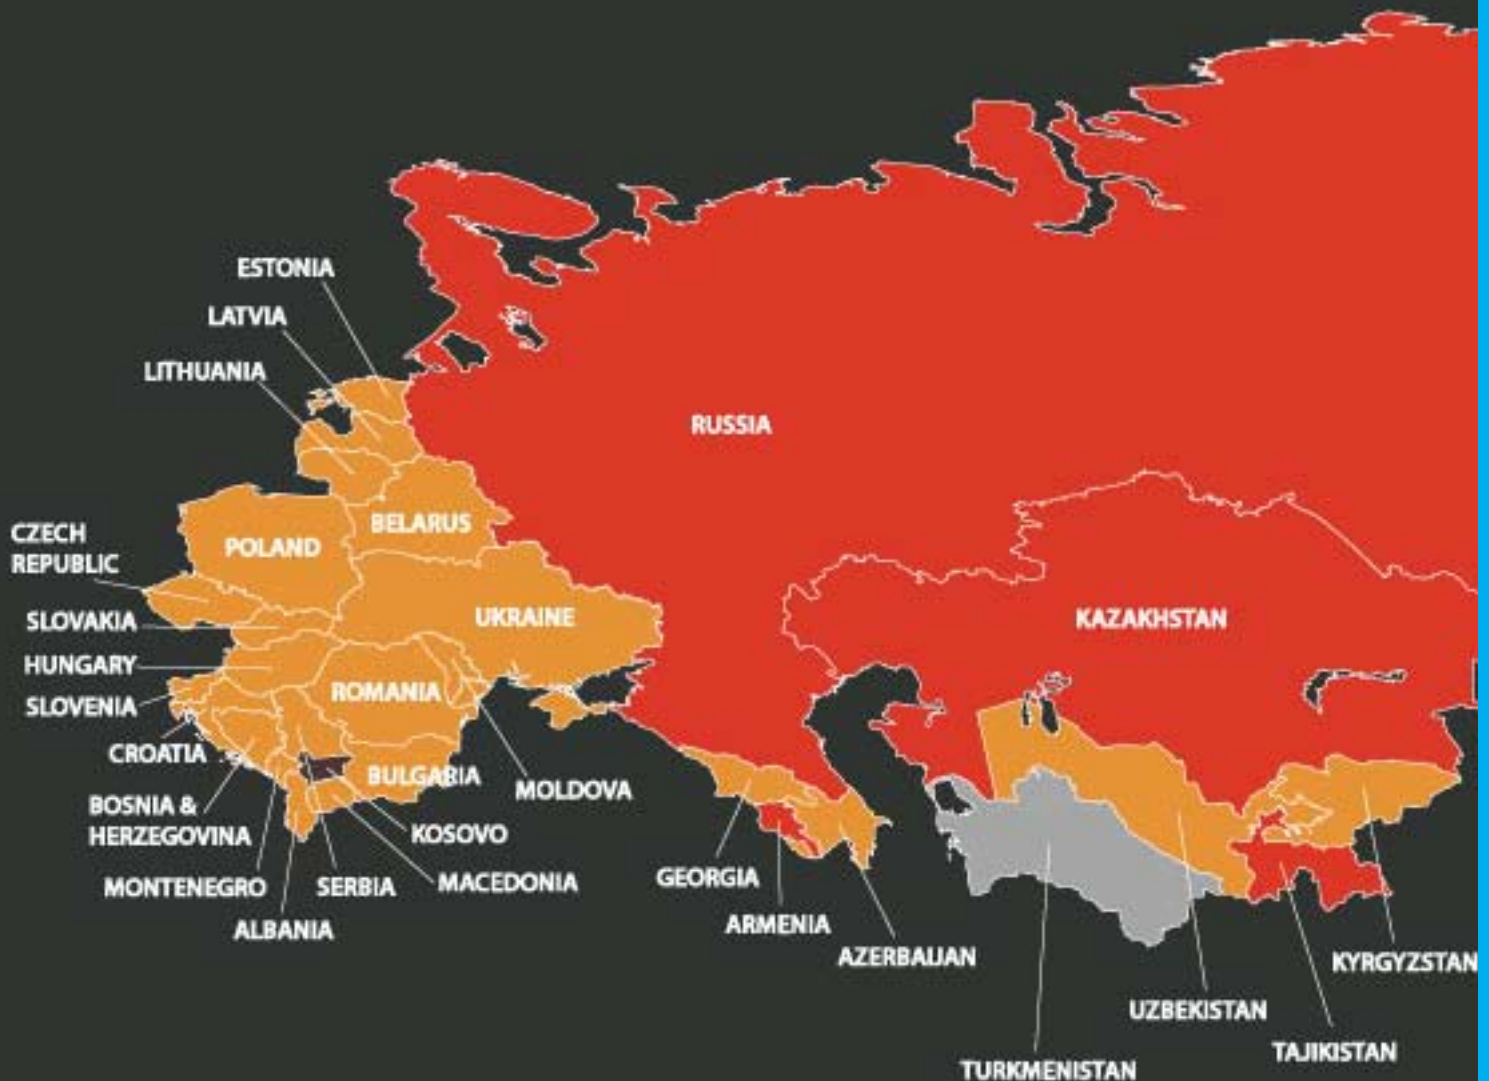 ESTONIA
LATVIA
LITHUANIA
RUSSIA
BELARUS
CZECH
REPUBLIC
POLAND
SLOVAKIA
UKRAINE
KAZAKHSTAN
HUNGARY
ROMANIA
SLOVENIA
CROATIA
BULGARIA
MOLDOVA
BOSNIA &
HERZEGOVINA
KOSOVO
MONTENEGRO
SERBIA
MACEDONIA
GEORGIA
ALBANIA
ARMENIA
AZERBAIJAN
KYRGYZSTAN
UZBEKISTAN
TAJIKISTAN
TURKMENISTAN